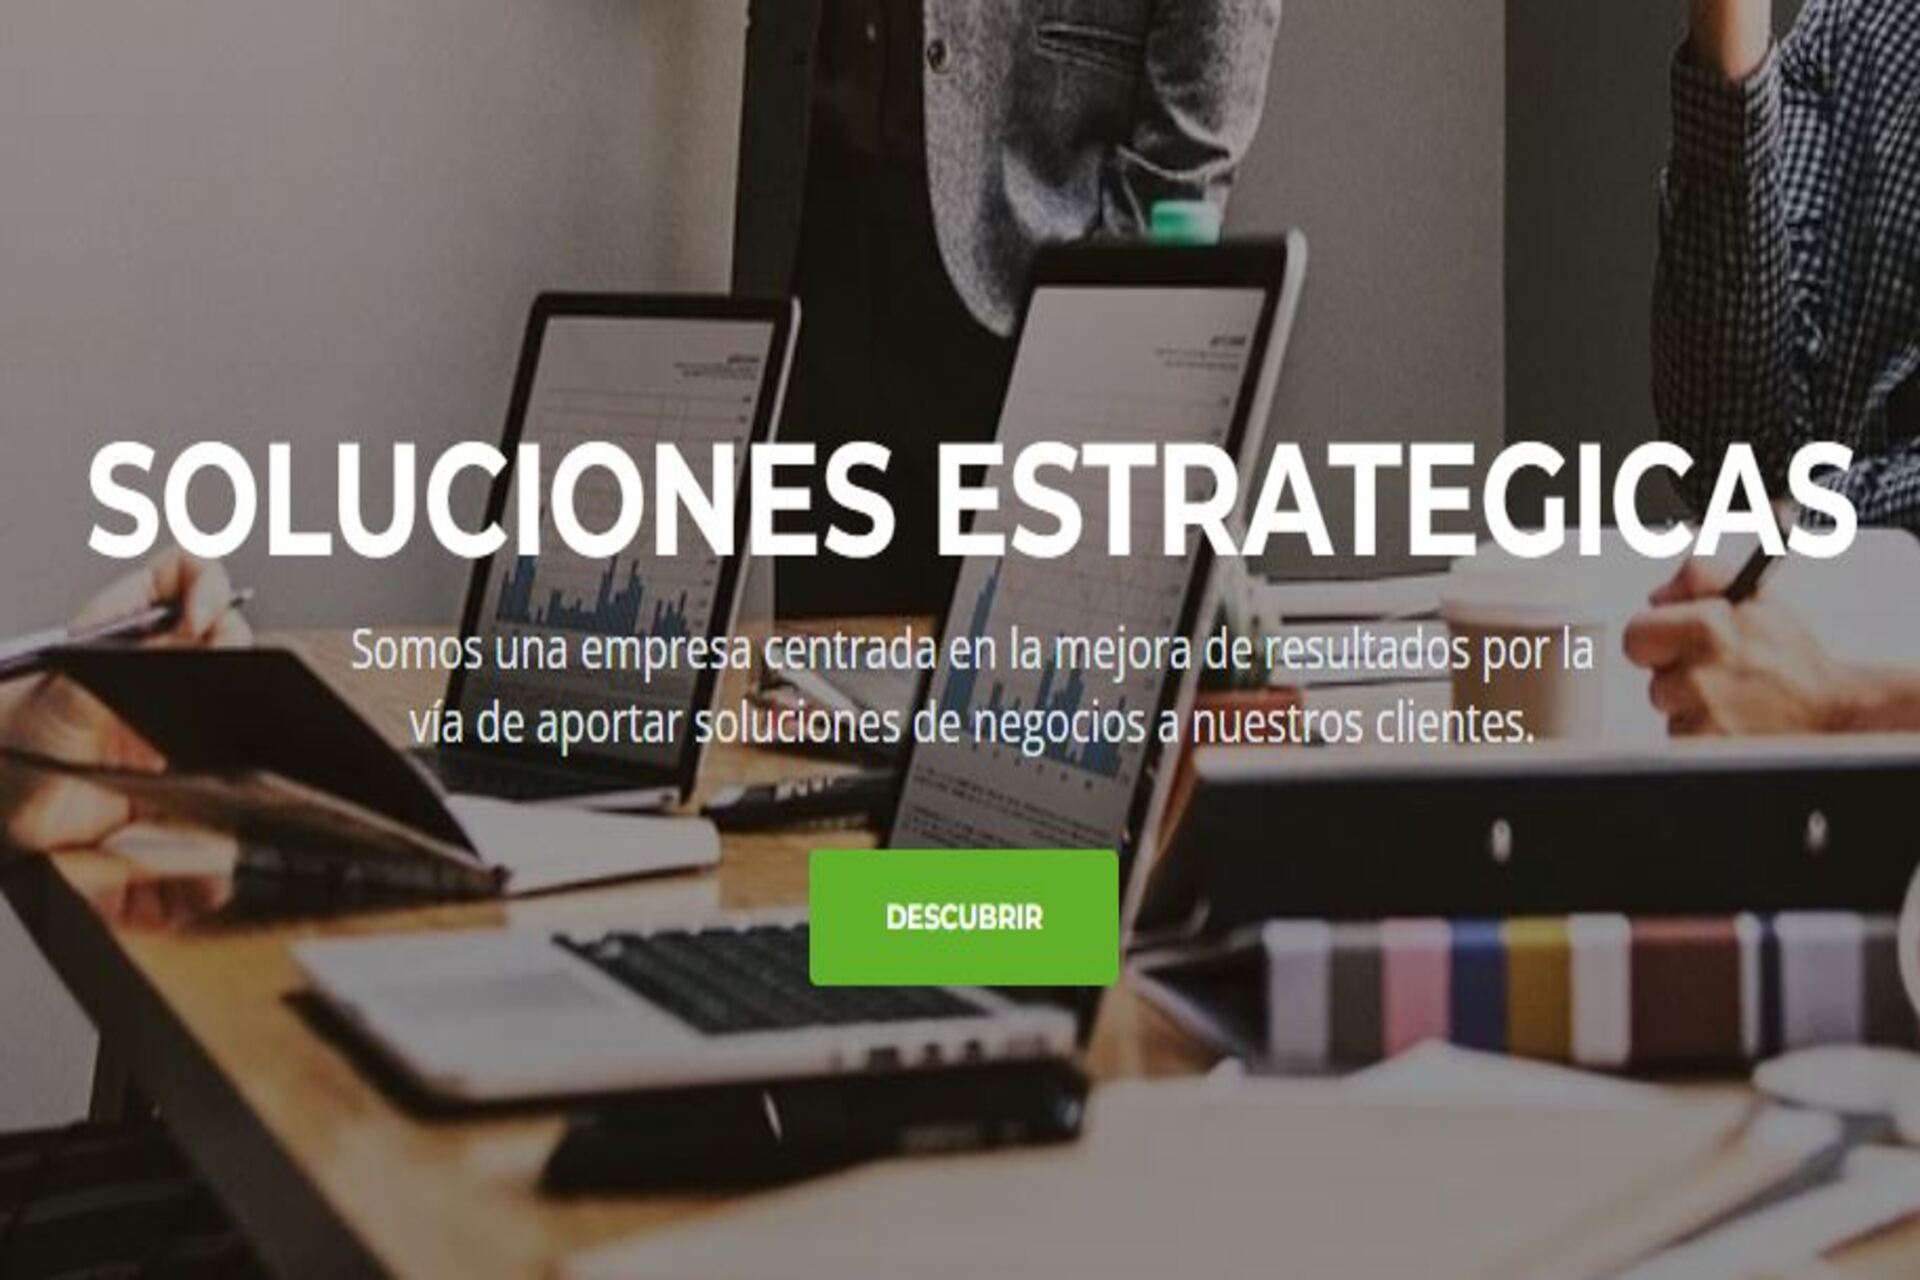 SOLUCIONES ESTRATEGICAS
Somos una empresa centrada en la mejora de resultados por la
vía de aportar soluciones de negocios a nuestros clientes.
DESCUBRIR